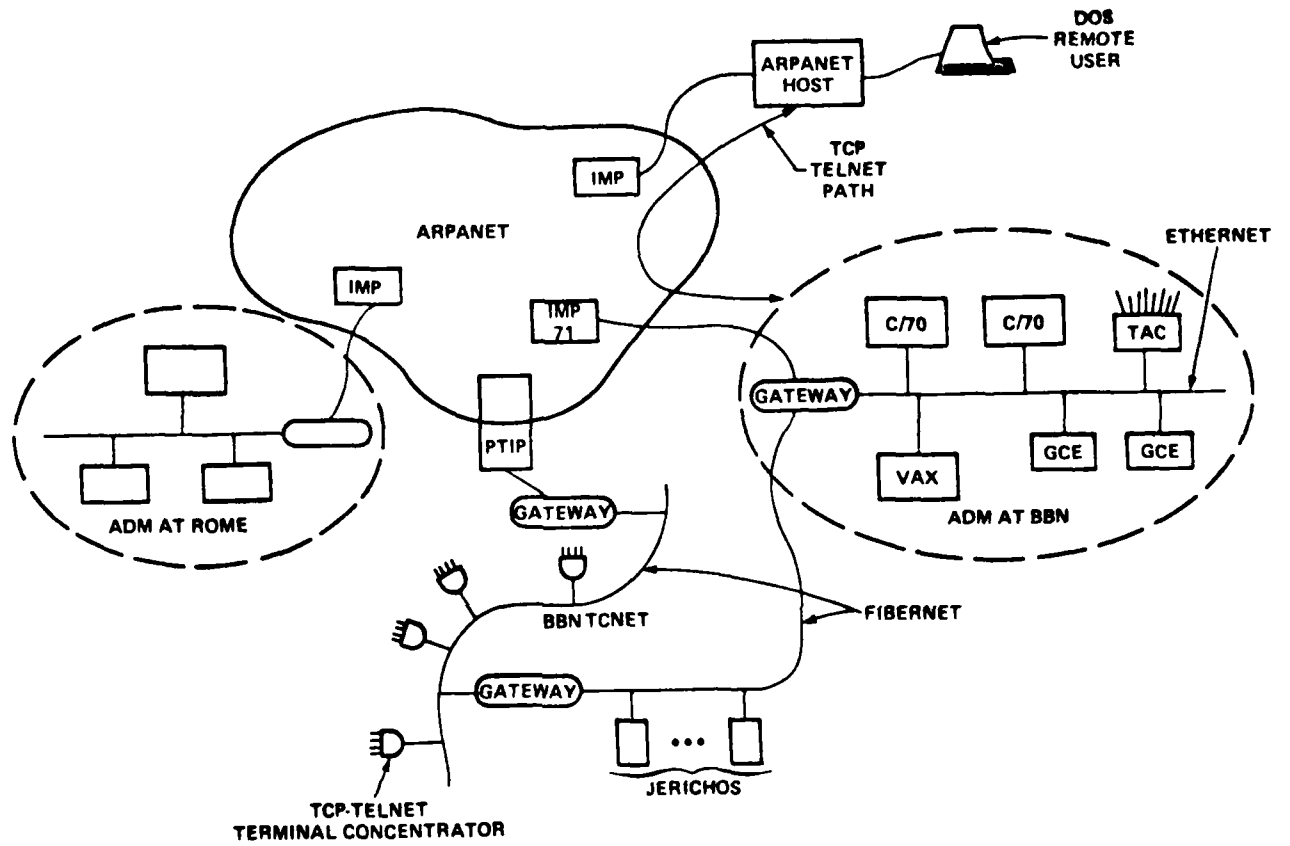 DOS
REMOTE
USER
ARPANET
HOST
TCP
TELNET
PATH
IMP
ARPANET
ETHERNET
IMP
IMP
71
C/70
C/70
TAC
GATEWAY
PTIP
GCE
GCE
VAX
ADM AT ROME
GATEWAY
ADM AT BBN
BBN TCNET
FIBERNET
GATEWAY
JERICHOS
TCP-TELNET
TERMINAL CONCENTRATOR